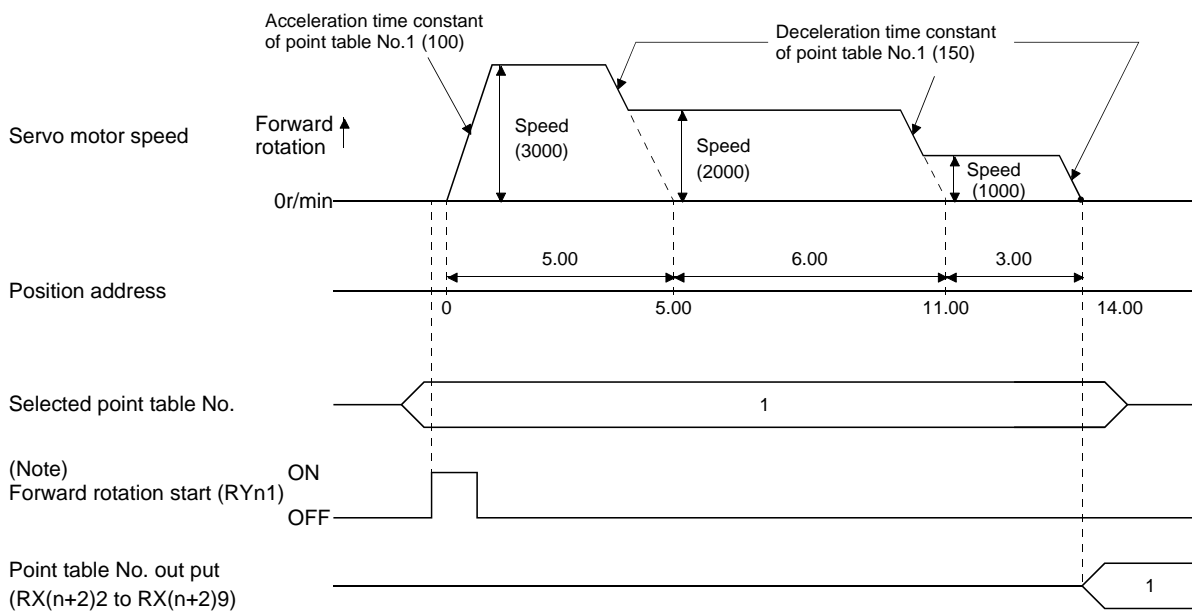 Acceleration time constant
of point table No.1 (100)
Deceleration time constant
of point table No.1 (150)
Servo motor speed
Forward
rotation
Speed
(3000)
Speed
(2000)
Speed
(1000)
0r/min
5.00
6.00
3.00
Position address
0
5.00
11.00
14.00
Selected point table No.
1
(Note)
Forward rotation start (RYn1)
ON
OFF
Point table No. out put
(RX(n+2)2 to RX(n+2)9)
1